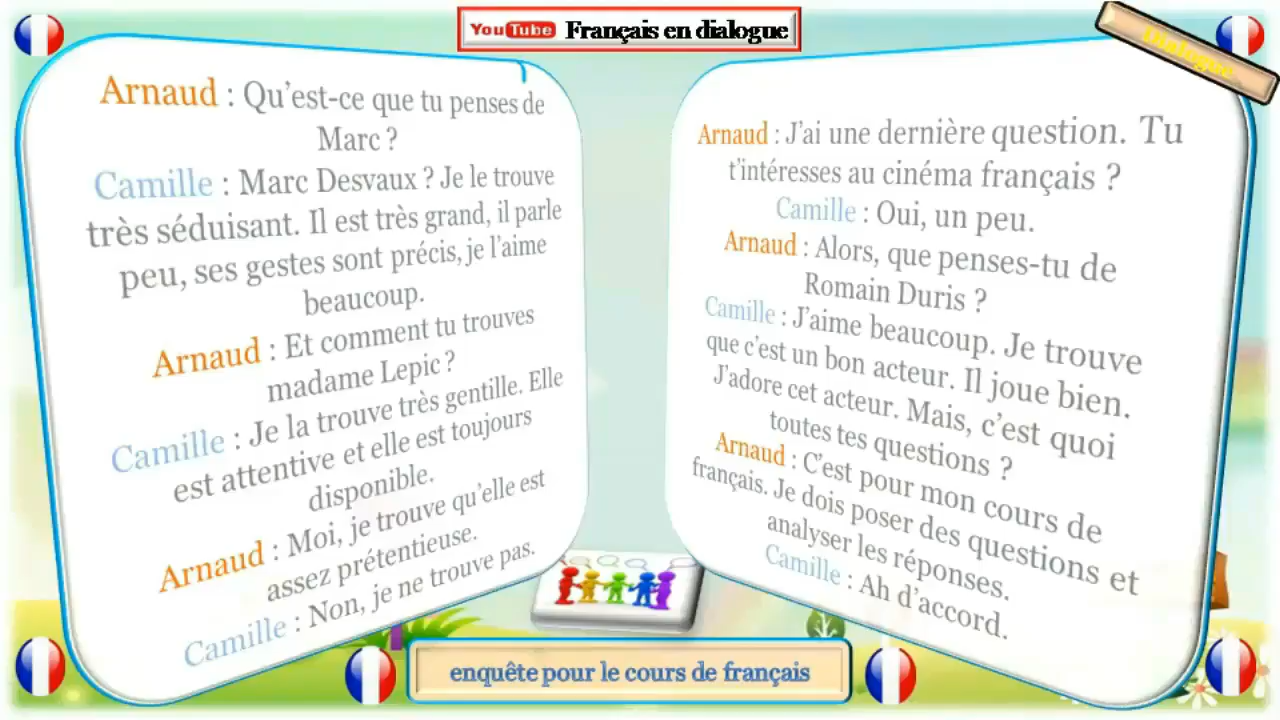 YouTube Français en dialogue
Dialogue
Arnaud : Qu’est-ce que tu penses de
Marc ?
Camille : Marc Desvaux ? Je le trouve
très séduisant. Il est très grand, il parle
peu, ses gestes sont précis, je l’aime
beaucoup.
Arnaud : Et comment tu trouves
madame Lepic ?
Camille : Je la trouve très gentille. Elle
est attentive et elle est toujours
disponible.
Arnaud : Moi, je trouve qu’elle est
assez prétentieuse.
Camille : Non, je ne trouve pas.
Arnaud : J’ai une dernière question. Tu
t’intéresses au cinéma français ?
Camille : Oui, un peu.
Arnaud : Alors, que penses-tu de
Romain Duris ?
Camille : J’aime beaucoup. Je trouve
que c’est un bon acteur. Il joue bien.
J’adore cet acteur. Mais, c’est quoi
toutes tes questions ?
Arnaud : C’est pour mon cours de
français. Je dois poser des questions et
analyser les réponses.
Camille : Ah d’accord.
enquête pour le cours de français